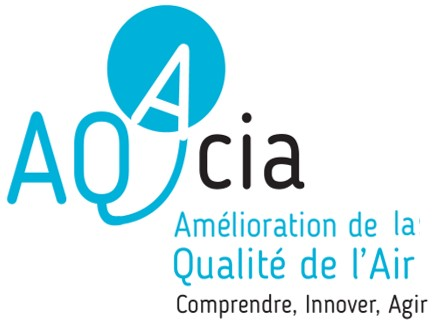 AQAcia
Amélioration de la
Qualité de l'Air
Comprendre, Innover, Agir